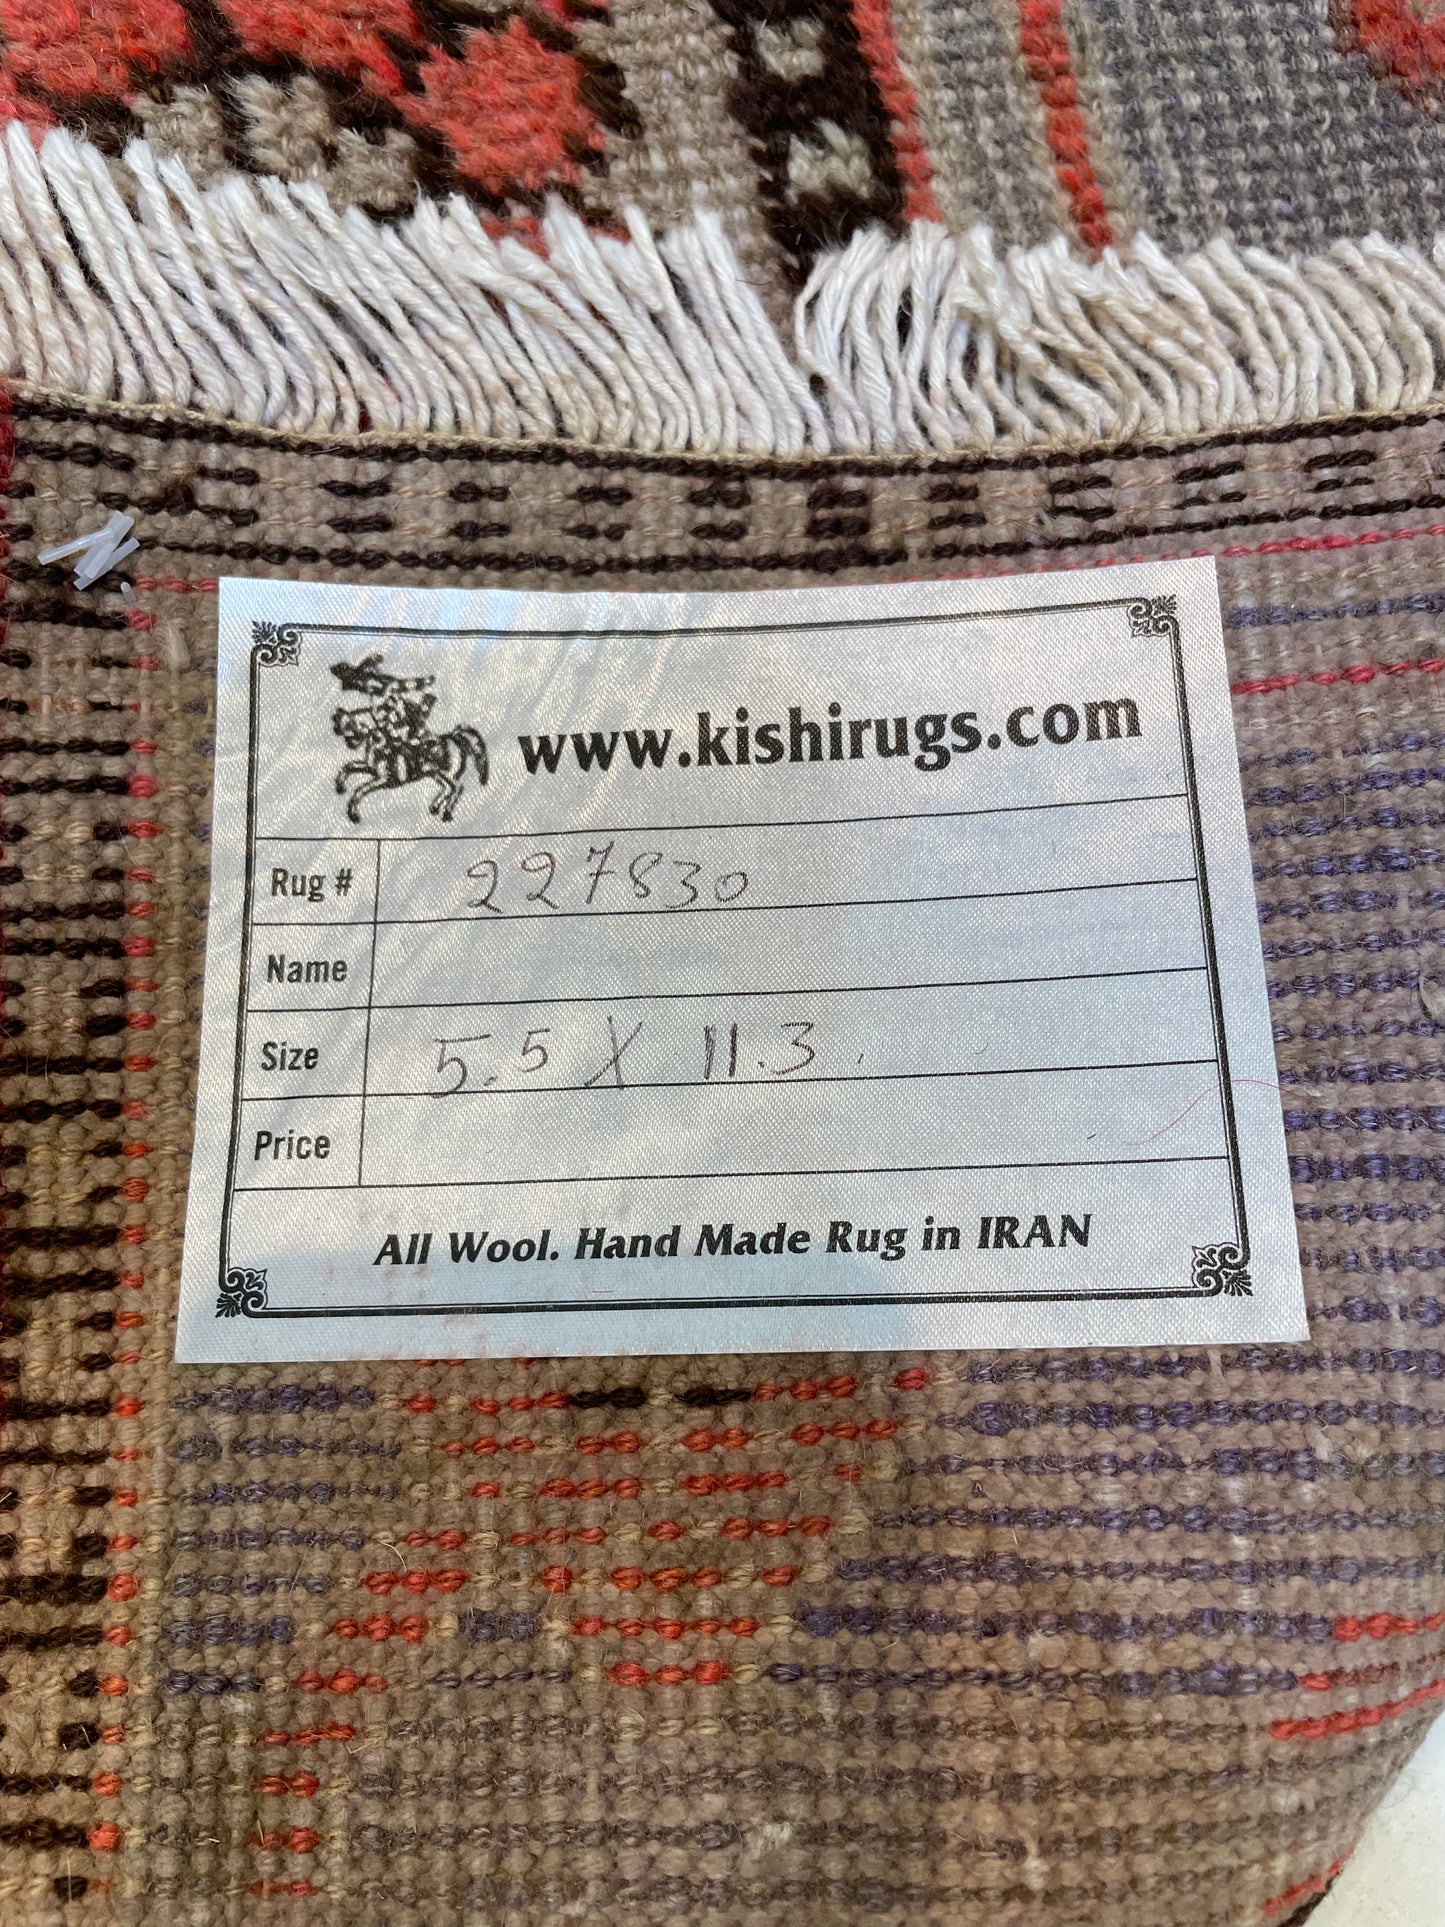 www.kishirugs.com
Rug # 227830
Name
Size 5.5 X 11.3.
Price
All Wool. Hand Made Rug in IRAN